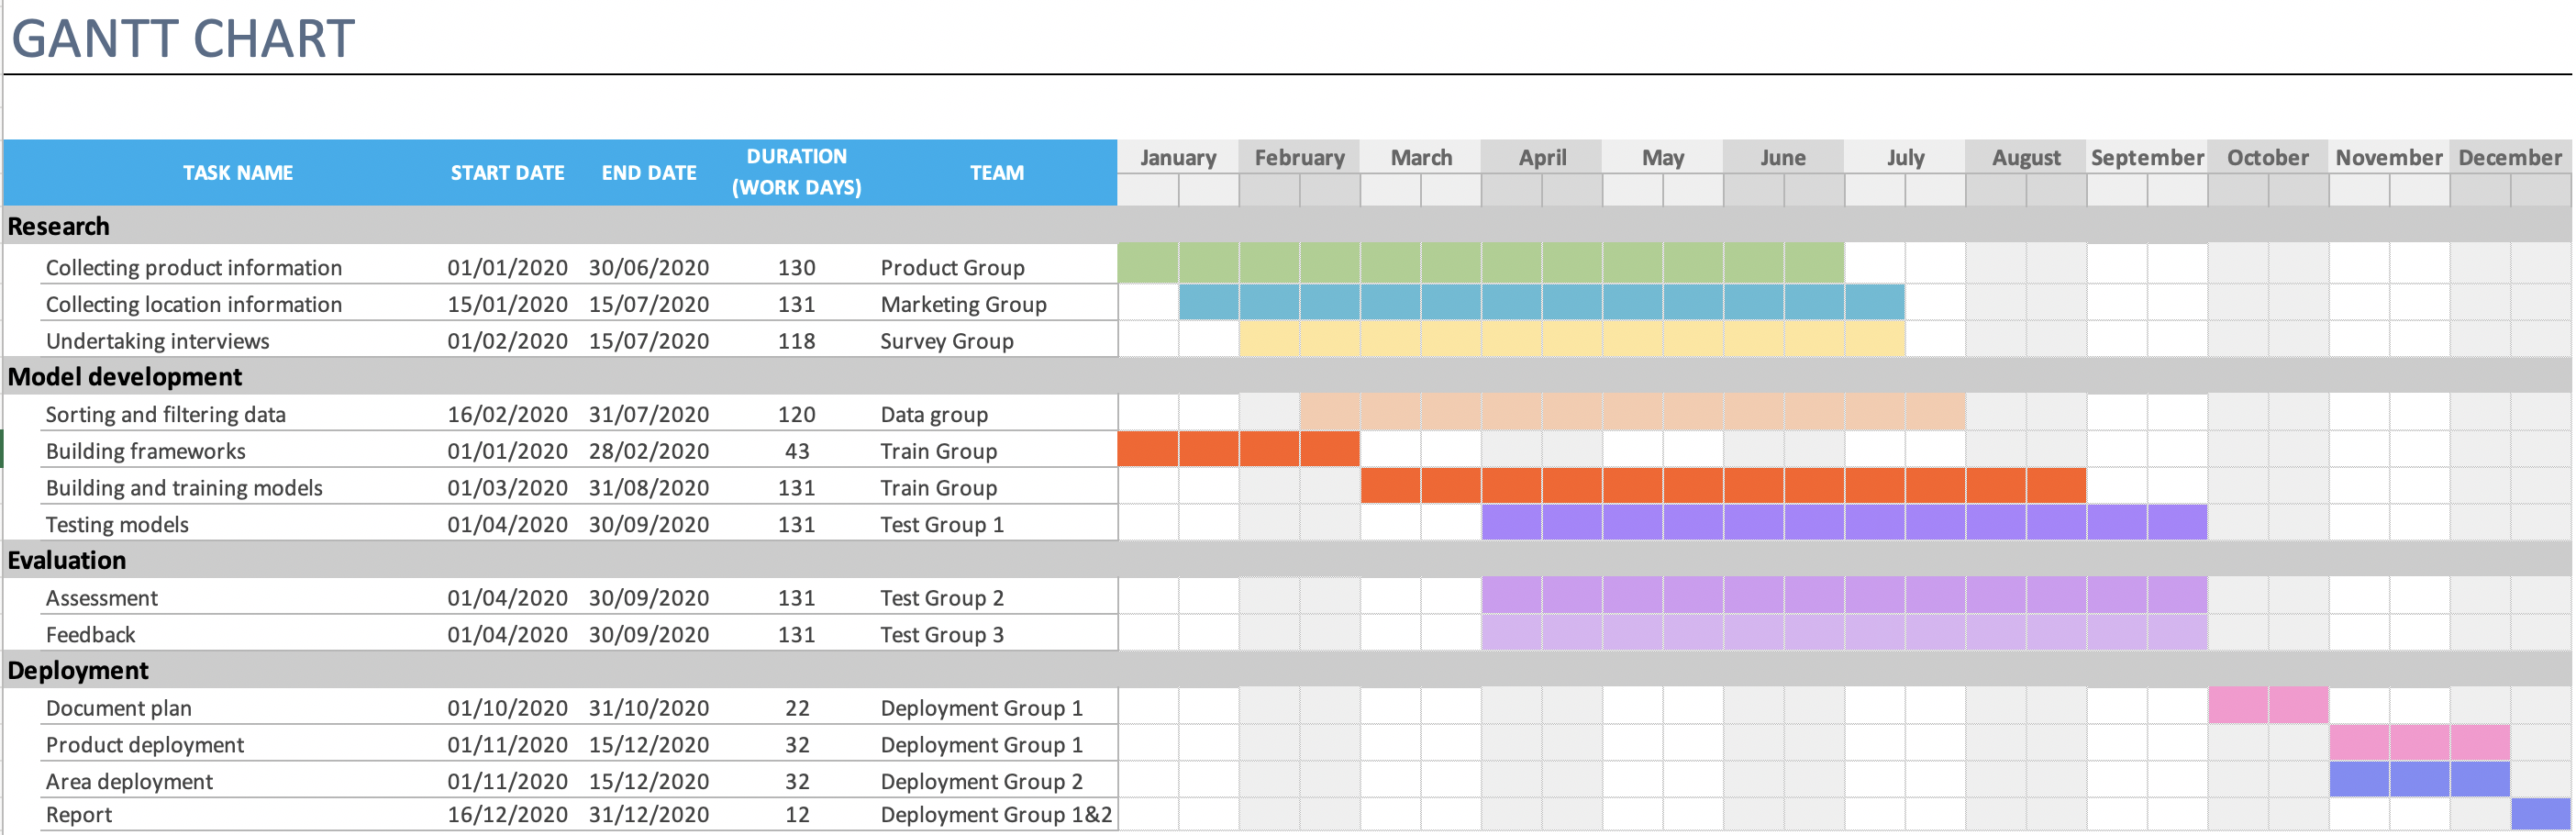 GANTT CHART
TASK NAME START DATE END DATE DURATION (WORK DAYS) TEAM January February March April May June July August September October November December
Research
Collecting product information 01/01/2020 30/06/2020 130 Product Group
Collecting location information 15/01/2020 15/07/2020 131 Marketing Group
Undertaking interviews 01/02/2020 15/07/2020 118 Survey Group
Model development
Sorting and filtering data 16/02/2020 31/07/2020 120 Data group
Building frameworks 01/01/2020 28/02/2020 43 Train Group
Building and training models 01/03/2020 31/08/2020 131 Train Group
Testing models 01/04/2020 30/09/2020 131 Test Group 1
Evaluation
Assessment 01/04/2020 30/09/2020 131 Test Group 2
Feedback 01/04/2020 30/09/2020 131 Test Group 3
Deployment
Document plan 01/10/2020 31/10/2020 22 Deployment Group 1
Product deployment 01/11/2020 15/12/2020 32 Deployment Group 1
Area deployment 01/11/2020 15/12/2020 32 Deployment Group 2
Report 16/12/2020 31/12/2020 12 Deployment Group 1&2